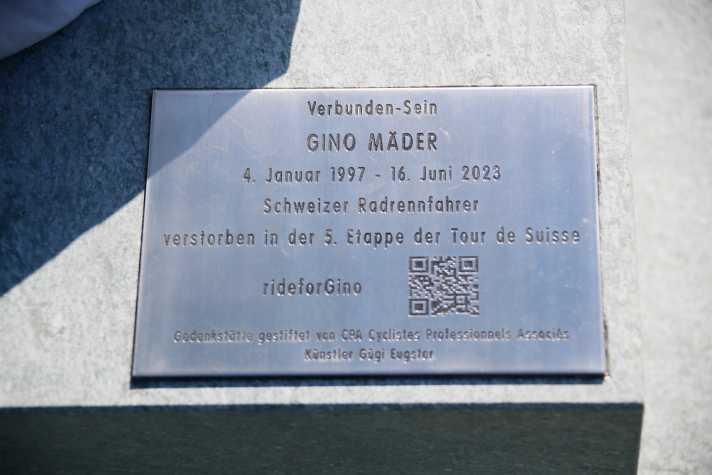 Verbunden-Sein
GINO MÄDER
4. Januar 1997 - 16. Juni 2023
Schweizer Radrennfahrer
verstorben in der 5. Etappe der Tour de Suisse
rideforGino
Gedenkstätte gestiftet von CPA Cyclistes Professionnels Associés
Künstler Gügi Eugster